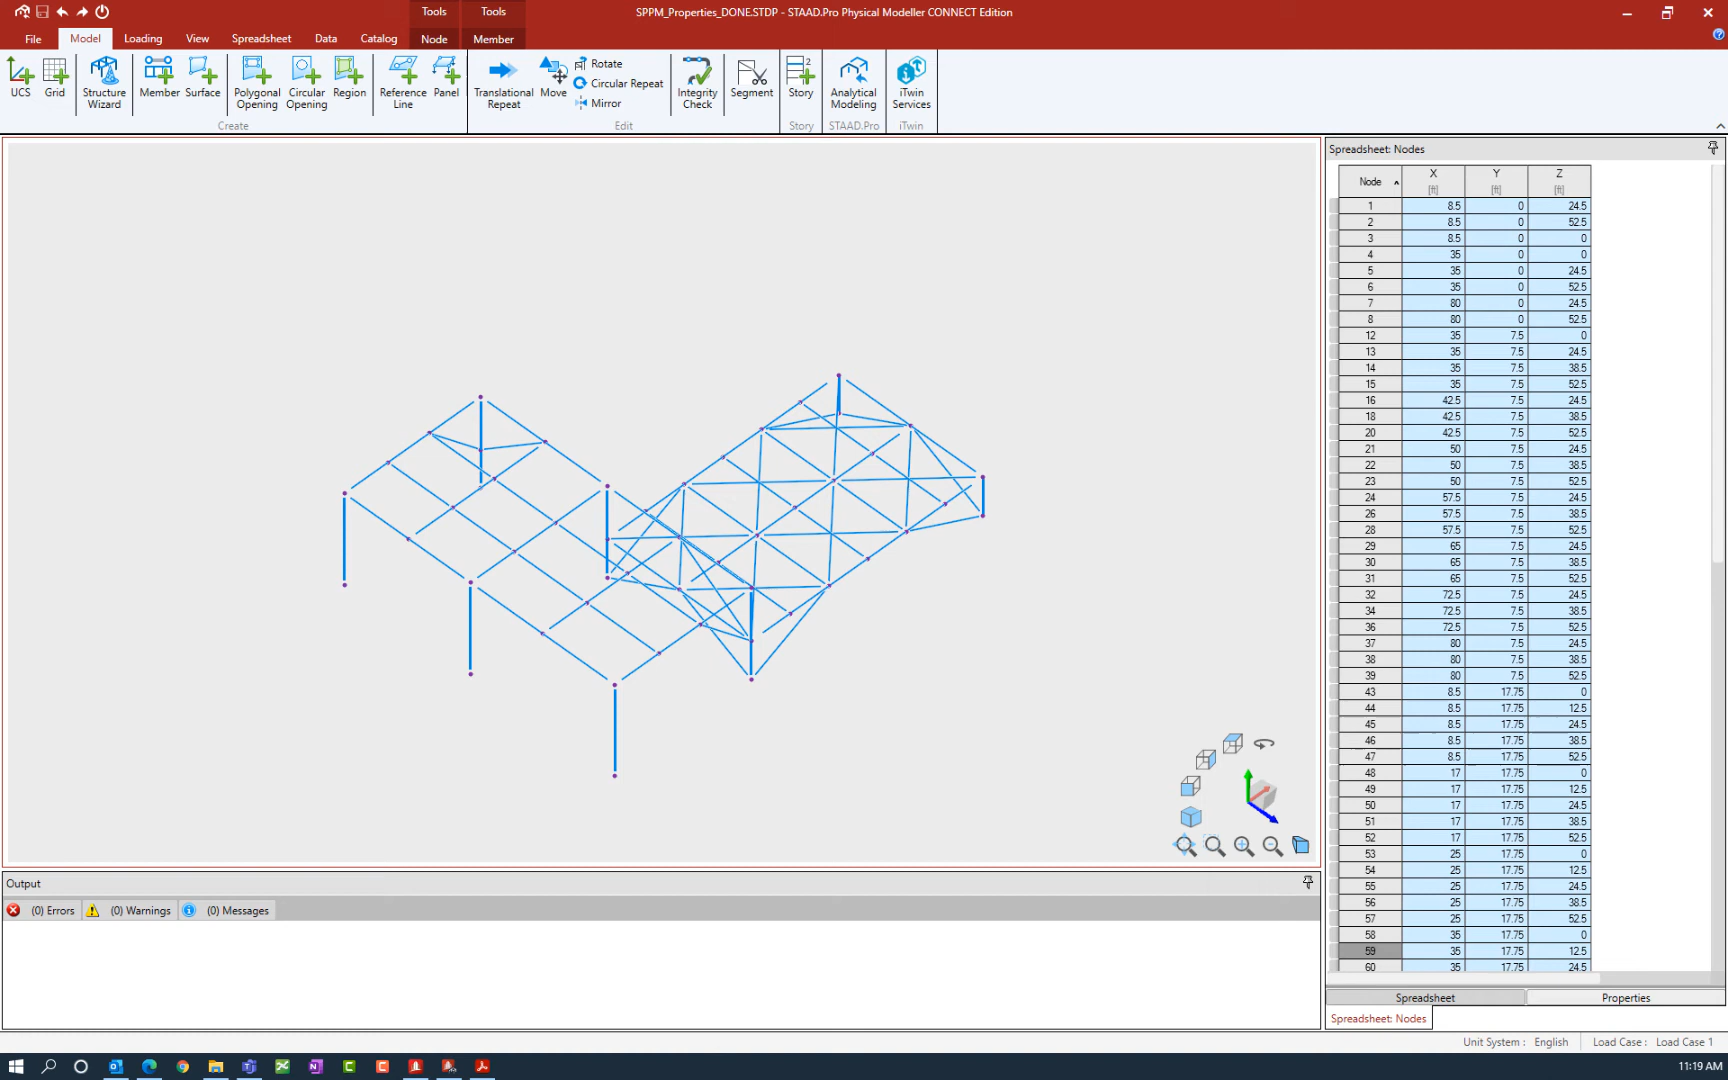 SPPM_Properties_DONE.STDP - STAAD.Pro Physical Modeller CONNECT Edition
Tools Tools
File Model Loading View Spreadsheet Data Catalog Node Member
UCS Grid Structure Wizard Member Surface Polygonal Opening Circular Opening Region Reference Line Panel Translational Repeat Move Rotate Circular Repeat Mirror Integrity Check Segment Story Analytical Modeling iTwin Services
Create Edit Story STAAD.Pro iTwin
Spreadsheet: Nodes
Node X [ft] Y [ft] Z [ft]
1 8.5 0 24.5
2 8.5 0 52.5
3 8.5 0 0
4 35 0 0
5 35 0 24.5
6 35 0 52.5
7 80 0 24.5
8 80 0 52.5
12 35 7.5 0
13 35 7.5 24.5
14 35 7.5 38.5
15 35 7.5 52.5
16 42.5 7.5 24.5
18 42.5 7.5 38.5
20 42.5 7.5 52.5
21 50 7.5 24.5
22 50 7.5 38.5
23 50 7.5 52.5
24 57.5 7.5 24.5
26 57.5 7.5 38.5
28 57.5 7.5 52.5
29 65 7.5 24.5
30 65 7.5 38.5
31 65 7.5 52.5
32 72.5 7.5 24.5
34 72.5 7.5 38.5
36 72.5 7.5 52.5
37 80 7.5 24.5
38 80 7.5 38.5
39 80 7.5 52.5
43 8.5 17.75 0
44 8.5 17.75 12.5
45 8.5 17.75 24.5
46 8.5 17.75 38.5
47 8.5 17.75 52.5
48 17 17.75 0
49 17 17.75 12.5
50 17 17.75 24.5
51 17 17.75 38.5
52 17 17.75 52.5
53 25 17.75 0
54 25 17.75 12.5
55 25 17.75 24.5
56 25 17.75 38.5
57 25 17.75 52.5
58 35 17.75 0
59 35 17.75 12.5
60 35 17.75 24.5
Spreadsheet Properties
Spreadsheet: Nodes
Output
(0) Errors (0) Warnings (0) Messages
Unit System : English Load Case : Load Case 1
11:19 AM